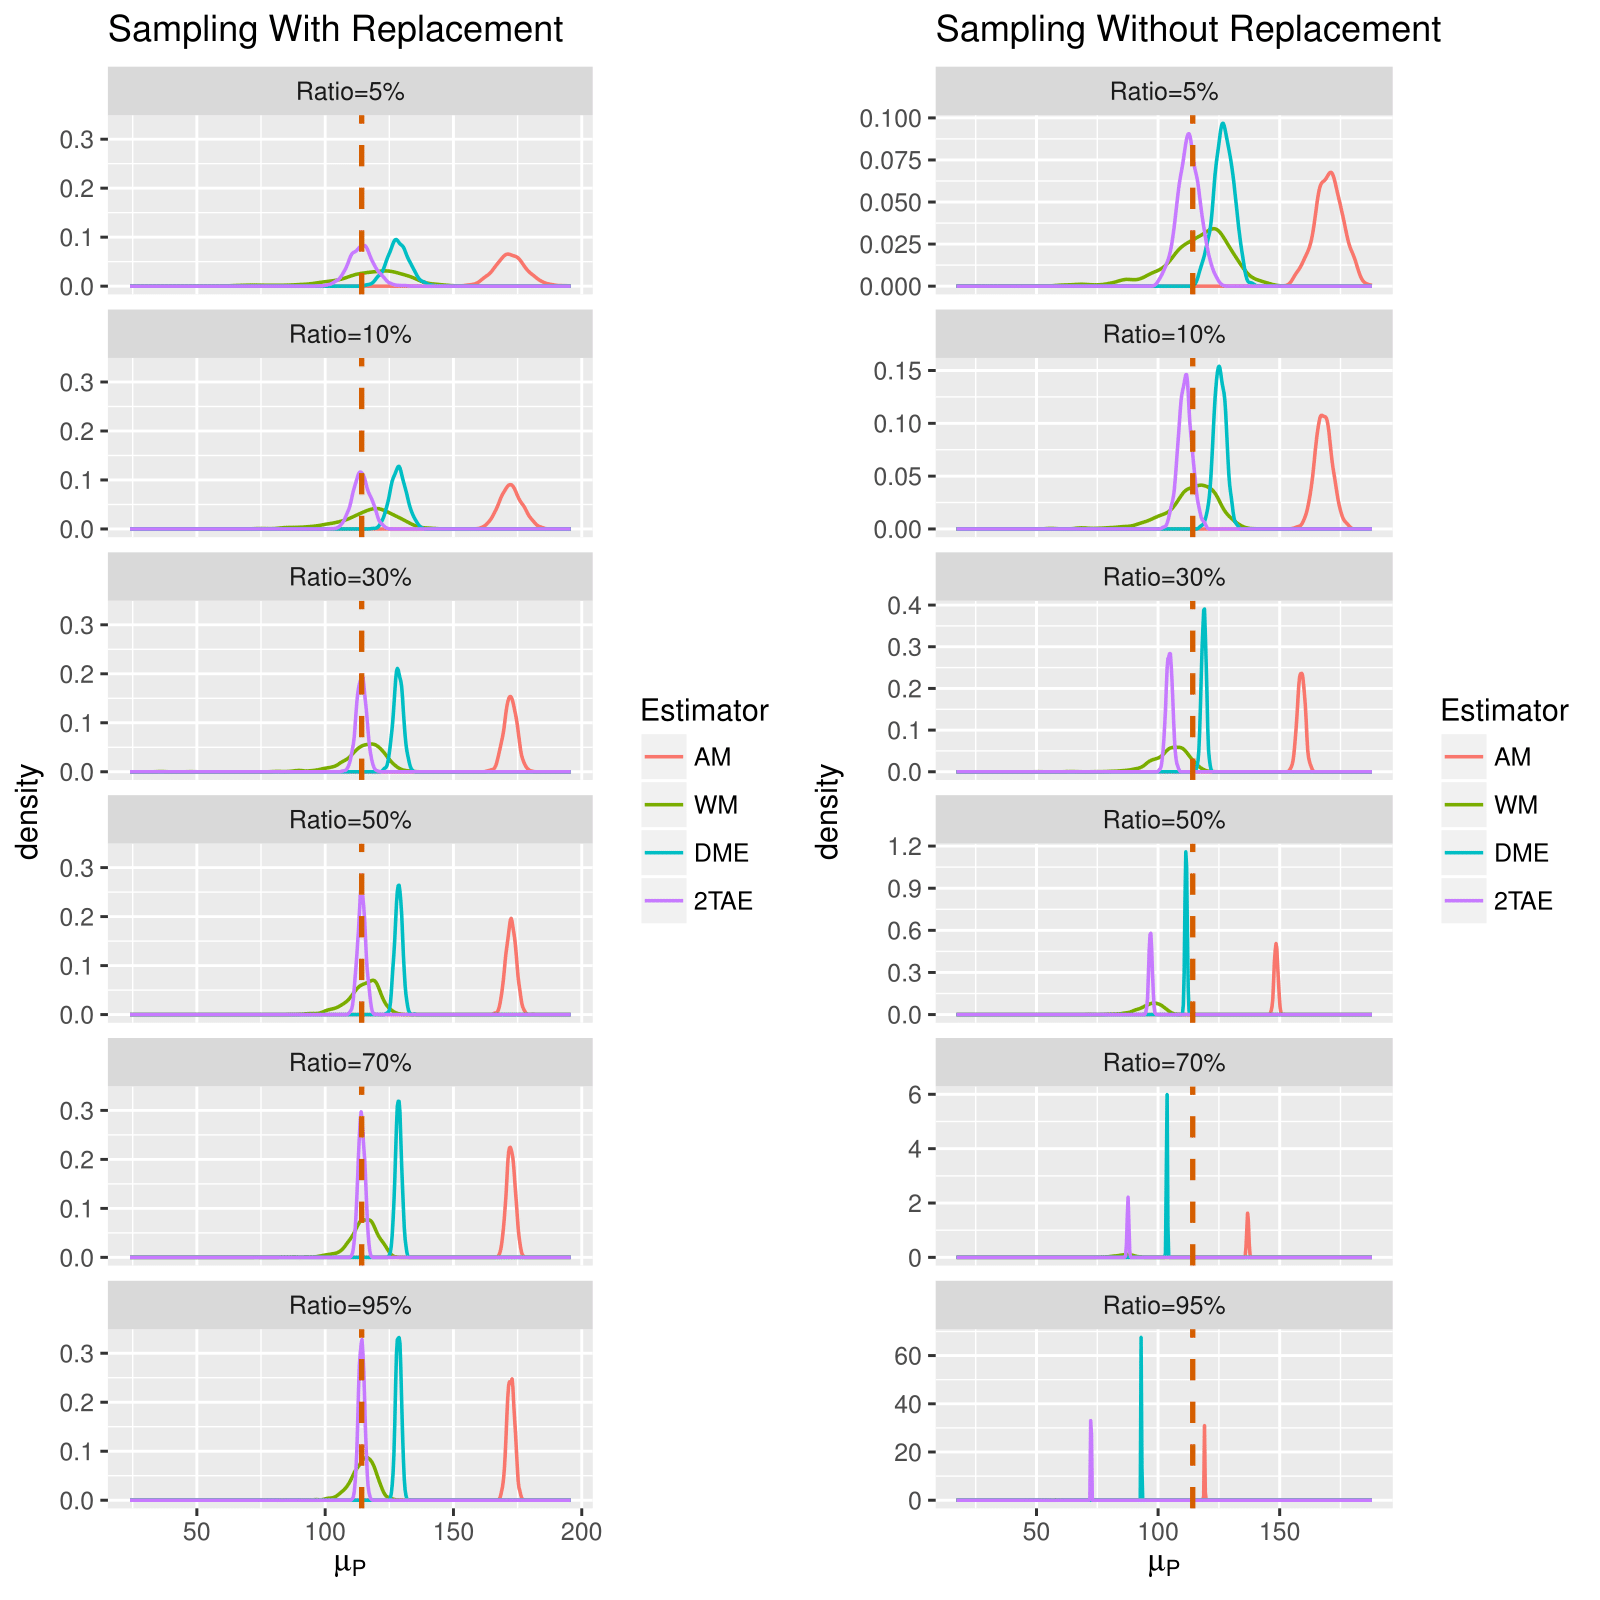 Sampling With Replacement
Ratio=5%
0.3
0.2
0.1
0.0
Ratio=10%
0.3
0.2
0.1
0.0
Ratio=30%
0.3
0.2
0.1
0.0
Ratio=50%
0.3
0.2
0.1
0.0
Ratio=70%
0.3
0.2
0.1
0.0
Ratio=95%
0.3
0.2
0.1
0.0
50 100 150 200
μP
density
Estimator
AM
WM
DME
2TAE
Sampling Without Replacement
Ratio=5%
0.100
0.075
0.050
0.025
0.000
Ratio=10%
0.15
0.10
0.05
0.00
Ratio=30%
0.4
0.3
0.2
0.1
0.0
Ratio=50%
1.2
0.9
0.6
0.3
0.0
Ratio=70%
6
4
2
0
Ratio=95%
60
40
20
0
50 100 150
μP
density
Estimator
AM
WM
DME
2TAE